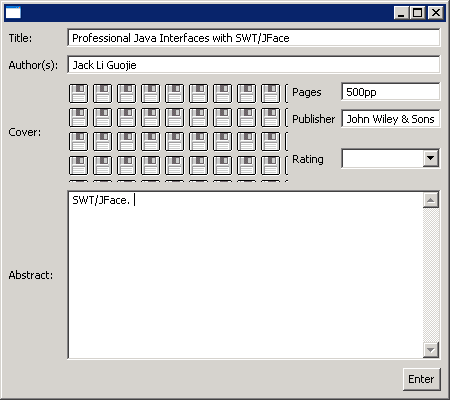 Title: Professional Java Interfaces with SWT/JFace
Author(s): Jack Li Guojie
Cover:
Pages 500pp
Publisher John Wiley & Sons
Rating
Abstract: SWT/JFace.
Enter